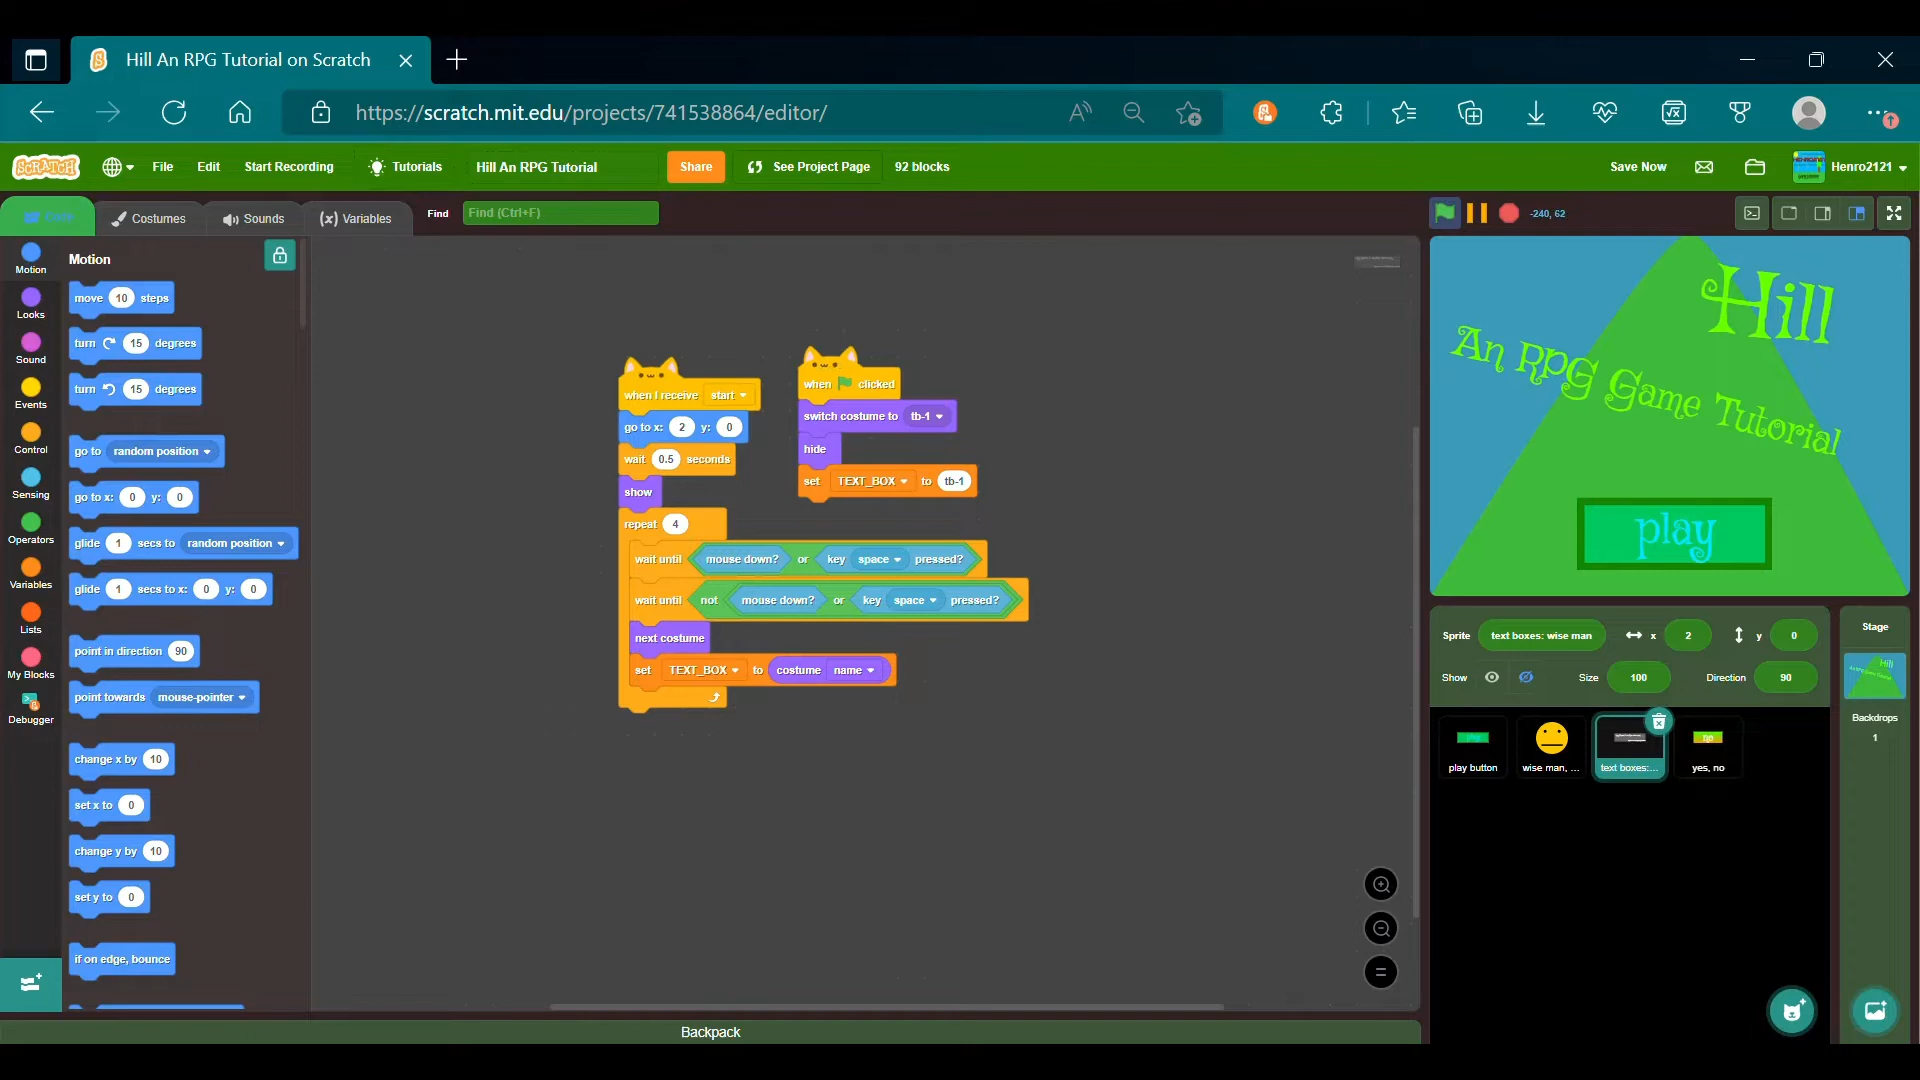 Hill An RPG Tutorial on Scratch
https://scratch.mit.edu/projects/741538864/editor/
SCRATCH File Edit Start Recording Tutorials Hill An RPG Tutorial Share See Project Page 92 blocks Save Now Henro2121
Code Costumes Sounds (x) Variables Find Find (Ctrl+F) -240, 62
Motion
Looks
Sound
Events
Control
Sensing
Operators
Variables
Lists
My Blocks
Debugger
Motion
move 10 steps
turn 15 degrees
turn 15 degrees
go to random position
go to x: 0 y: 0
glide 1 secs to random position
glide 1 secs to x: 0 y: 0
point in direction 90
point towards mouse-pointer
change x by 10
set x to 0
change y by 10
set y to 0
if on edge, bounce
when I receive start
go to x: 2 y: 0
wait 0.5 seconds
show
repeat 4
wait until mouse down? or key space pressed?
wait until not mouse down? or key space pressed?
next costume
set TEXT_BOX to costume name
when clicked
switch costume to tb-1
hide
set TEXT_BOX to tb-1
Hill
An RPG Game Tutorial
play
Sprite text boxes: wise man x 2 y 0
Show Size 100 Direction 90
play button wise man, ... text boxes:... yes, no
Stage
Backdrops
1
Backpack